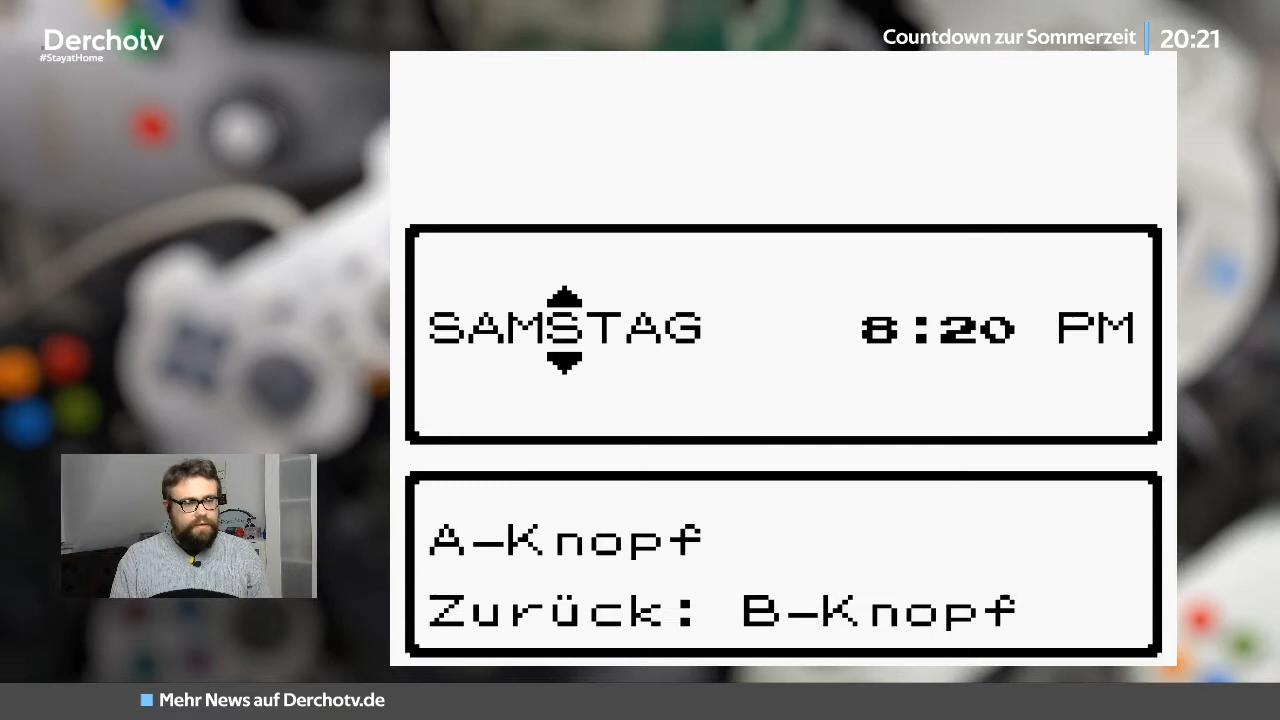 Derchotv
#StayatHome
Countdown zur Sommerzeit 20:21
SAMSTAG 8:20 PM
A-Knopf
Zurück: B-Knopf
Mehr News auf Derchotv.de